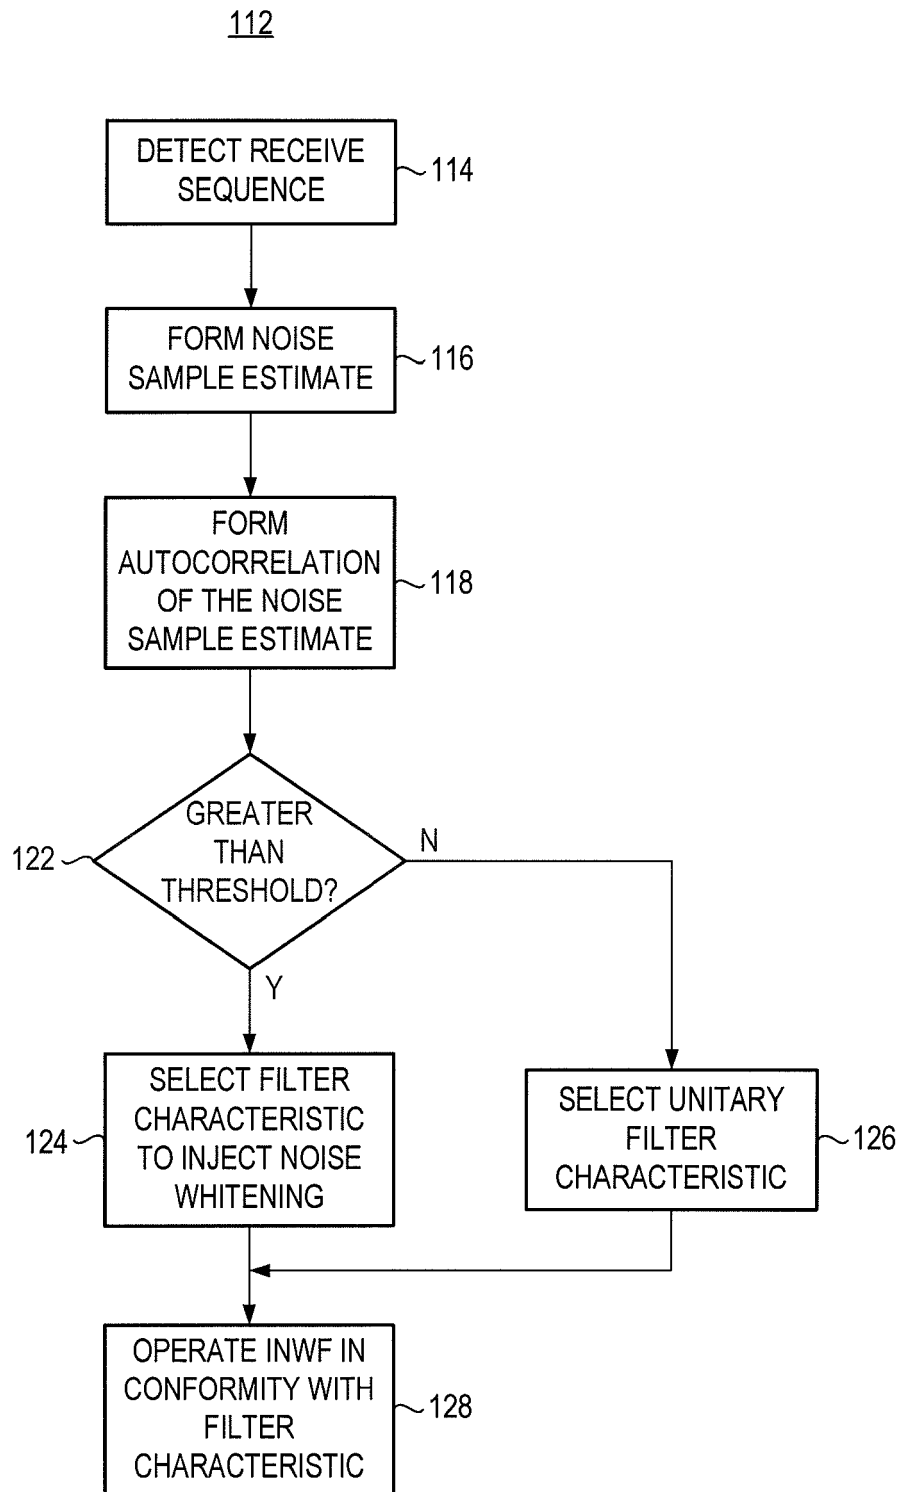 112
DETECT RECEIVE
SEQUENCE
114
FORM NOISE
SAMPLE ESTIMATE
116
FORM
AUTOCORRELATION
OF THE NOISE
SAMPLE ESTIMATE
118
GREATER
THAN
THRESHOLD?
122
N
Y
SELECT FILTER
CHARACTERISTIC
TO INJECT NOISE
WHITENING
124
SELECT UNITARY
FILTER
CHARACTERISTIC
126
OPERATE INWF IN
CONFORMITY WITH
FILTER
CHARACTERISTIC
128